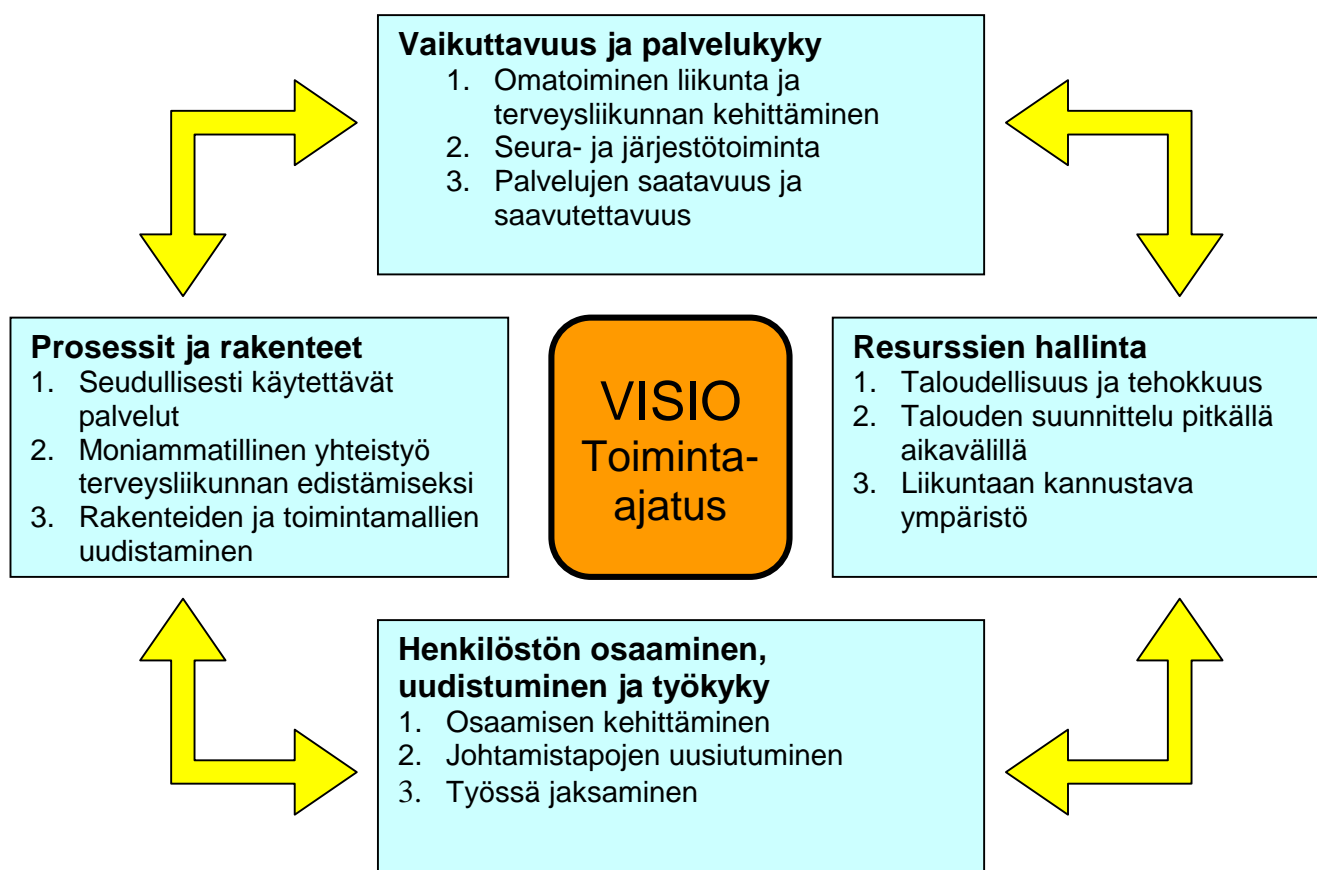 Vaikuttavuus ja palvelukyky
1. Omatoiminen liikunta ja
terveysliikunnan kehittäminen
2. Seura- ja järjestötoiminta
3. Palvelujen saatavuus ja
saavutettavuus
Prosessit ja rakenteet
1. Seudullisesti käytettävät
palvelut
2. Moniammatillinen yhteistyö
terveysliikunnan edistämiseksi
3. Rakenteiden ja toimintamallien
uudistaminen
VISIO
Toiminta-
ajatus
Resurssien hallinta
1. Taloudellisuus ja tehokkuus
2. Talouden suunnittelu pitkällä
aikavälillä
3. Liikuntaan kannustava
ympäristö
Henkilöstön osaaminen,
uudistuminen ja työkyky
1. Osaamisen kehittäminen
2. Johtamistapojen uusiutuminen
3. Työssä jaksaminen